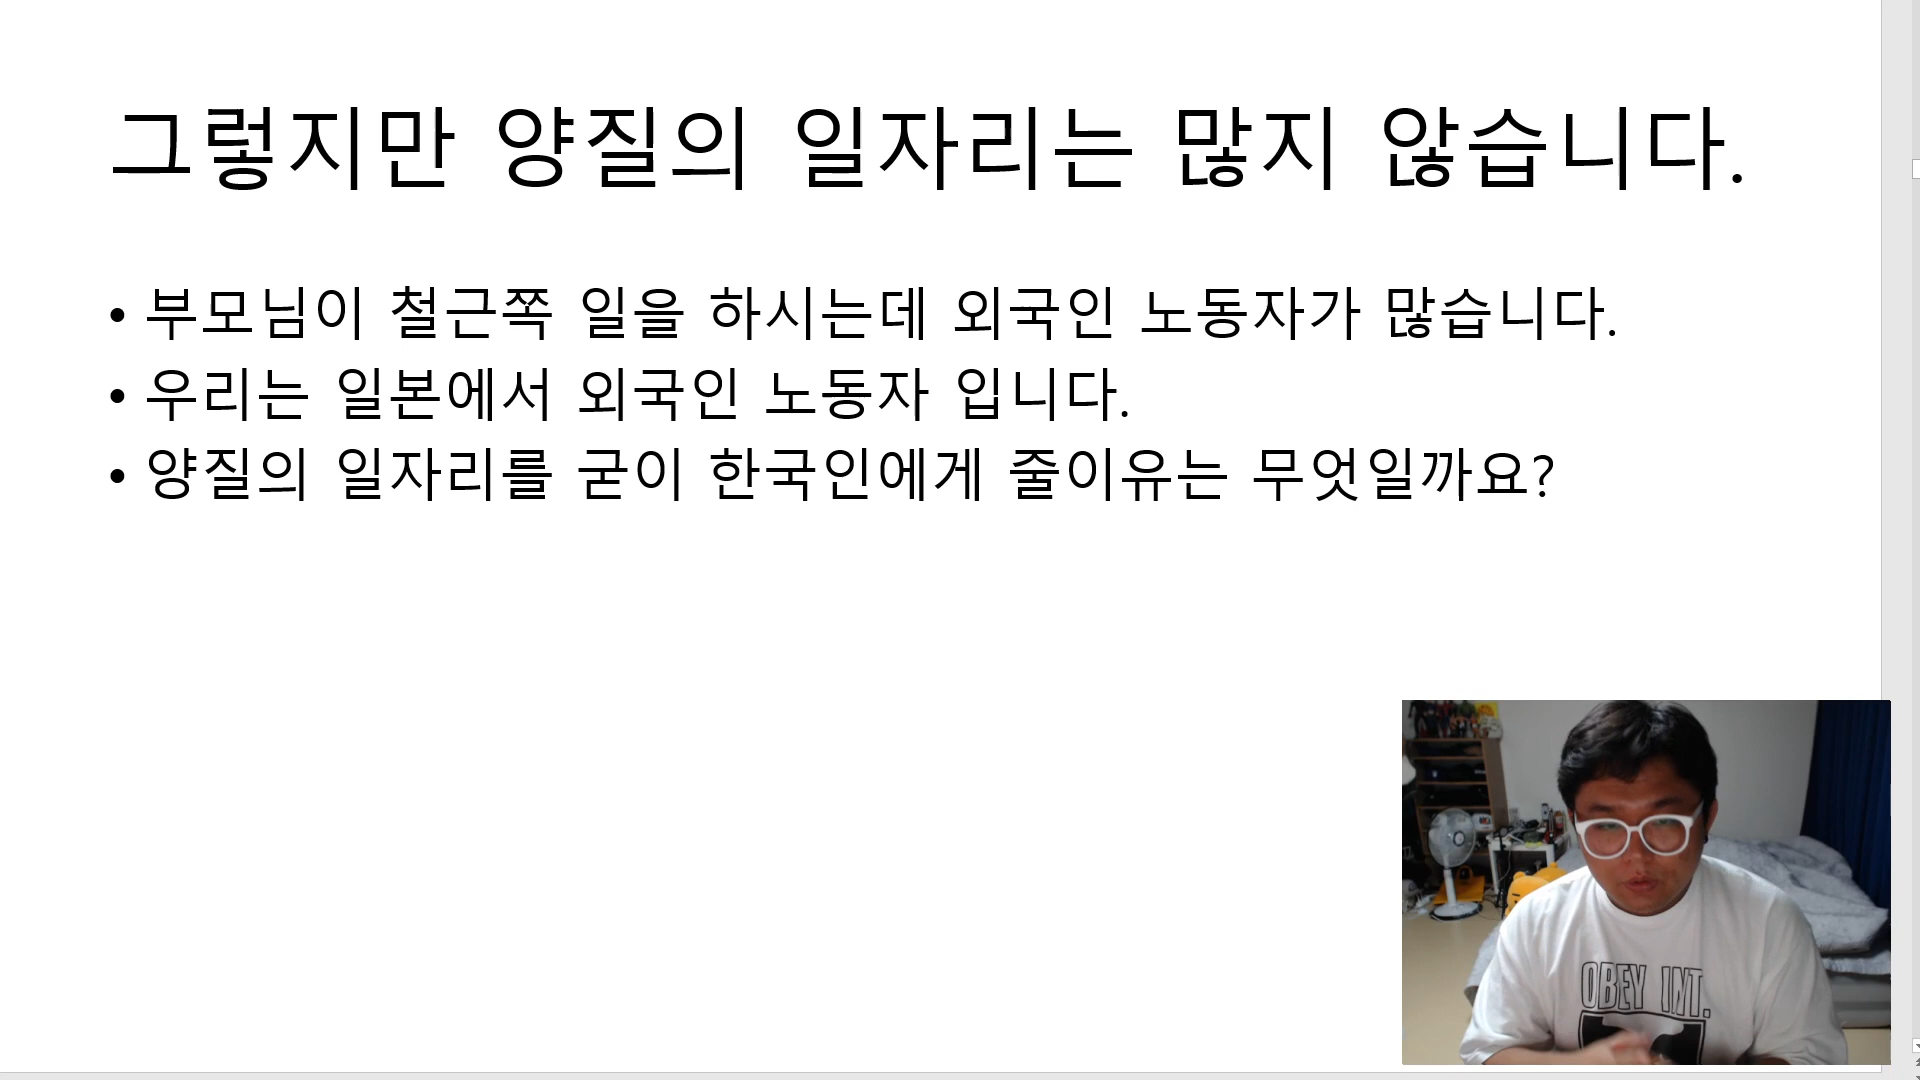 그렇지만 양질의 일자리는 많지 않습니다.
• 부모님이 철근쪽 일을 하시는데 외국인 노동자가 많습니다.
• 우리는 일본에서 외국인 노동자 입니다.
• 양질의 일자리를 굳이 한국인에게 줄이유는 무엇일까요?
OBEY INT.